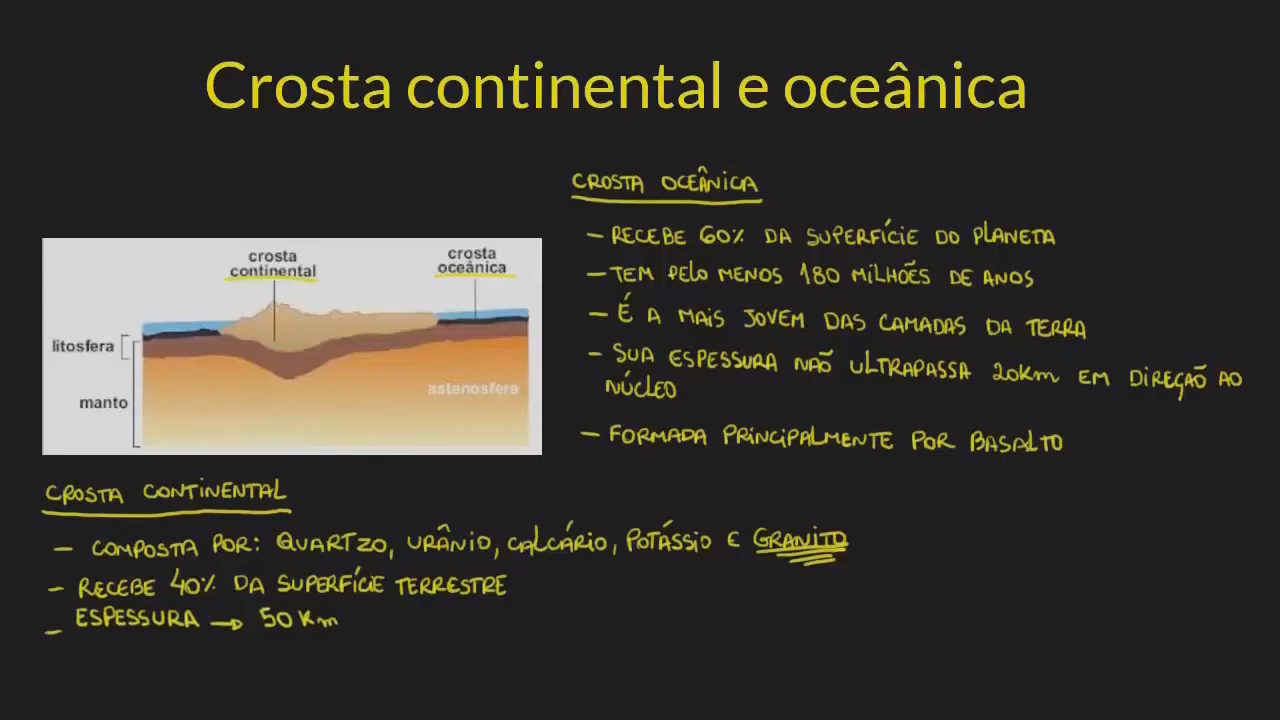 Crosta continental e oceânica
crosta
continental
crosta
oceânica
litosfera
manto
astenosfera
CROSTA OCEÂNICA
- RECEBE 60% DA SUPERFÍCIE DO PLANETA
- TEM PELO MENOS 180 MILHÕES DE ANOS
- É A MAIS JOVEM DAS CAMADAS DA TERRA
- SUA ESPESSURA NÃO ULTRAPASSA 20Km EM DIREÇÃO AO
NÚCLEO
- FORMADA PRINCIPALMENTE POR BASALTO
CROSTA CONTINENTAL
- COMPOSTA POR: QUARTZO, URÂNIO, CALCÁRIO, POTÁSSIO E GRANITO
- RECEBE 40% DA SUPERFÍCIE TERRESTRE
- ESPESSURA → 50 Km